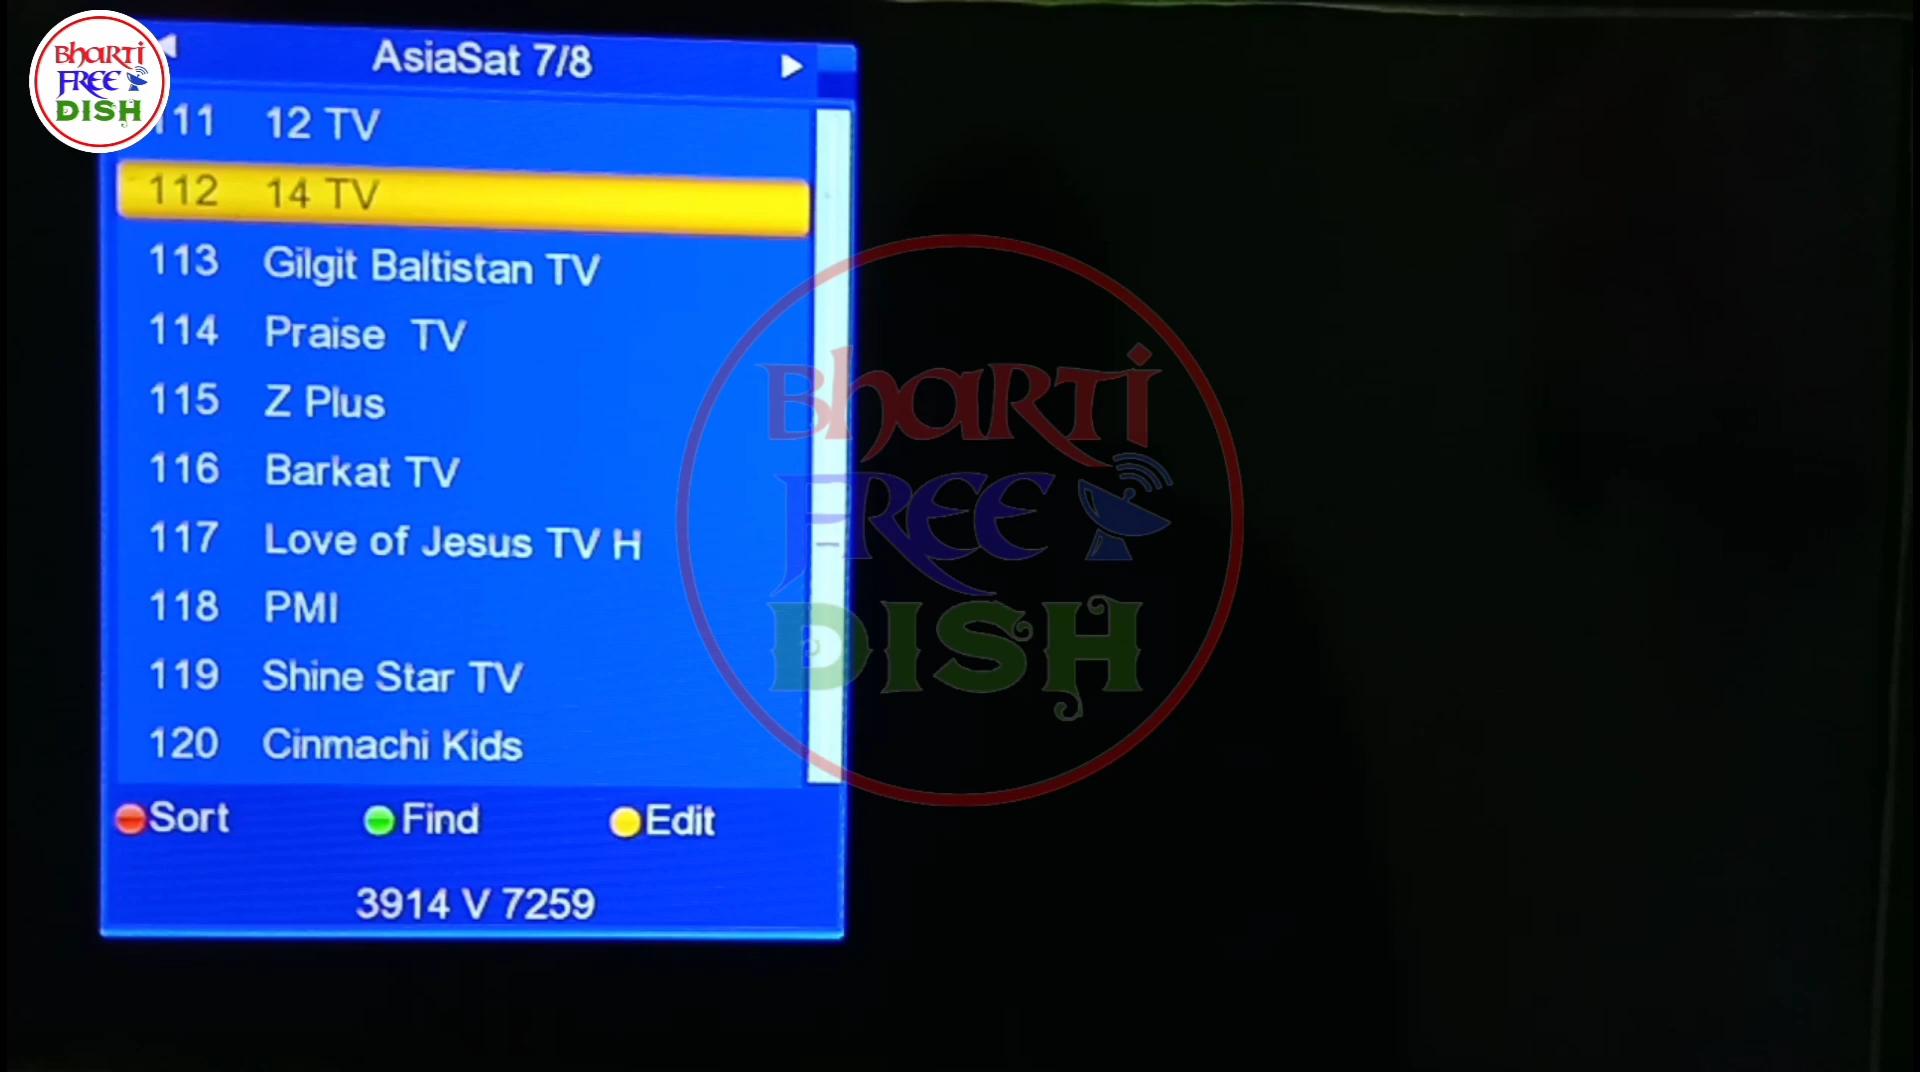 BhARTi
FREE
DISH
AsiaSat 7/8
111 12 TV
112 14 TV
113 Gilgit Baltistan TV
114 Praise TV
115 Z Plus
116 Barkat TV
117 Love of Jesus TV H
118 PMI
119 Shine Star TV
120 Cinmachi Kids
Sort Find Edit
3914 V 7259
BhARTi
FREE
DISH